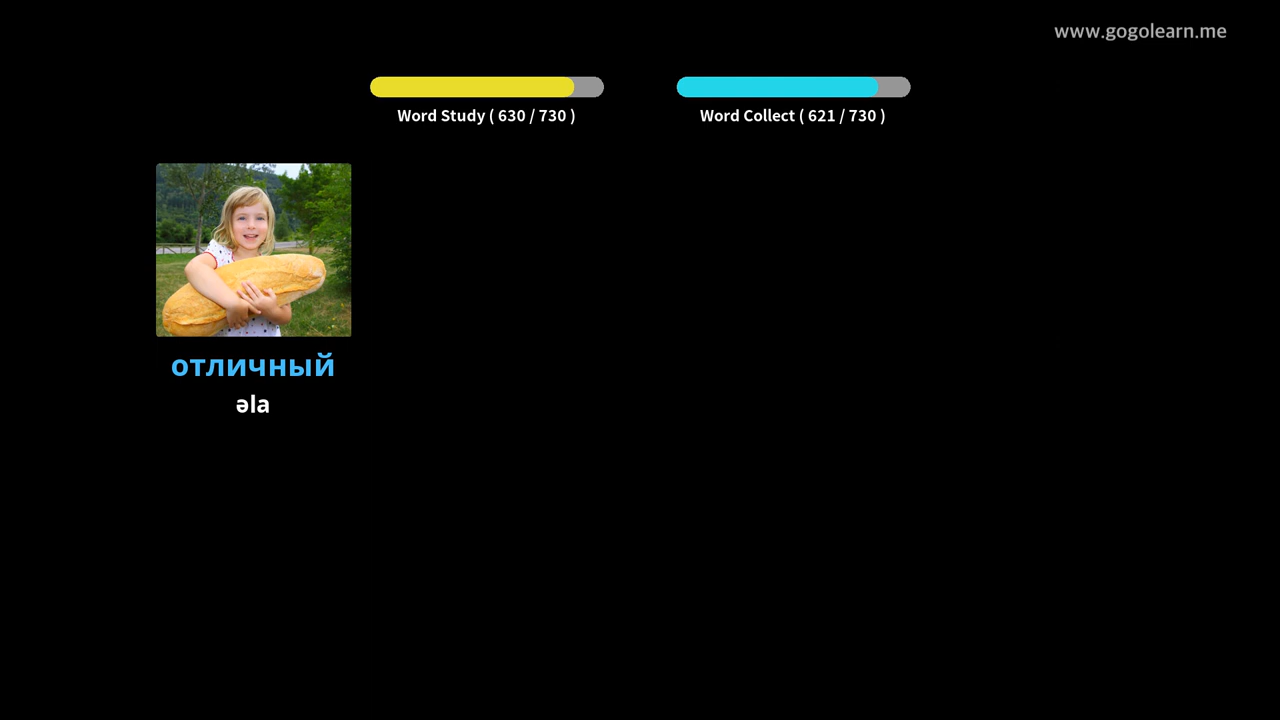 www.gogolearn.me
Word Study ( 630 / 730 )
Word Collect ( 621 / 730 )
отличный
əla